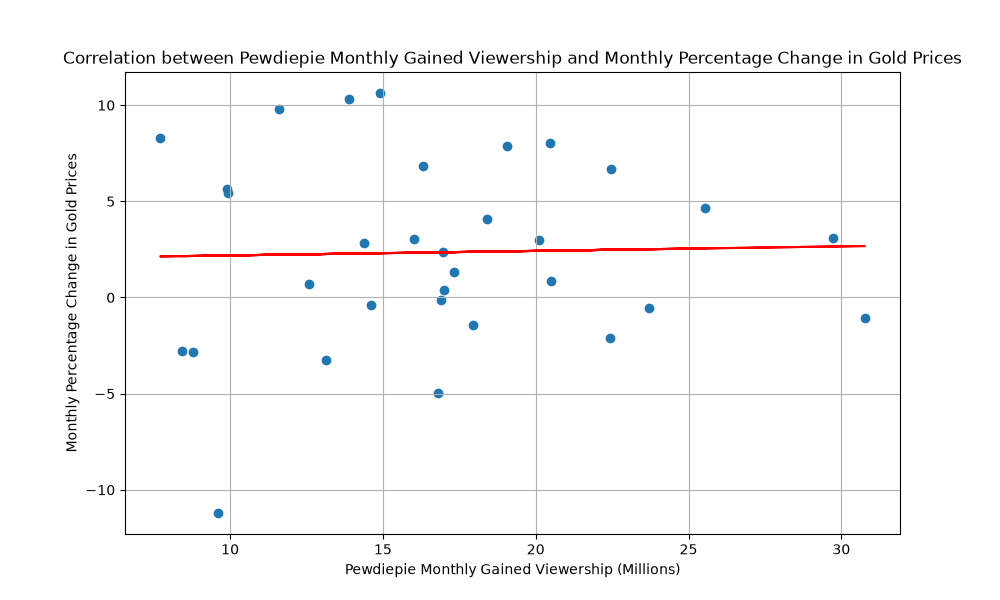 Correlation between Pewdiepie Monthly Gained Viewership and Monthly Percentage Change in Gold Prices
Monthly Percentage Change in Gold Prices
10
5
0
−5
−10
10 15 20 25 30
Pewdiepie Monthly Gained Viewership (Millions)